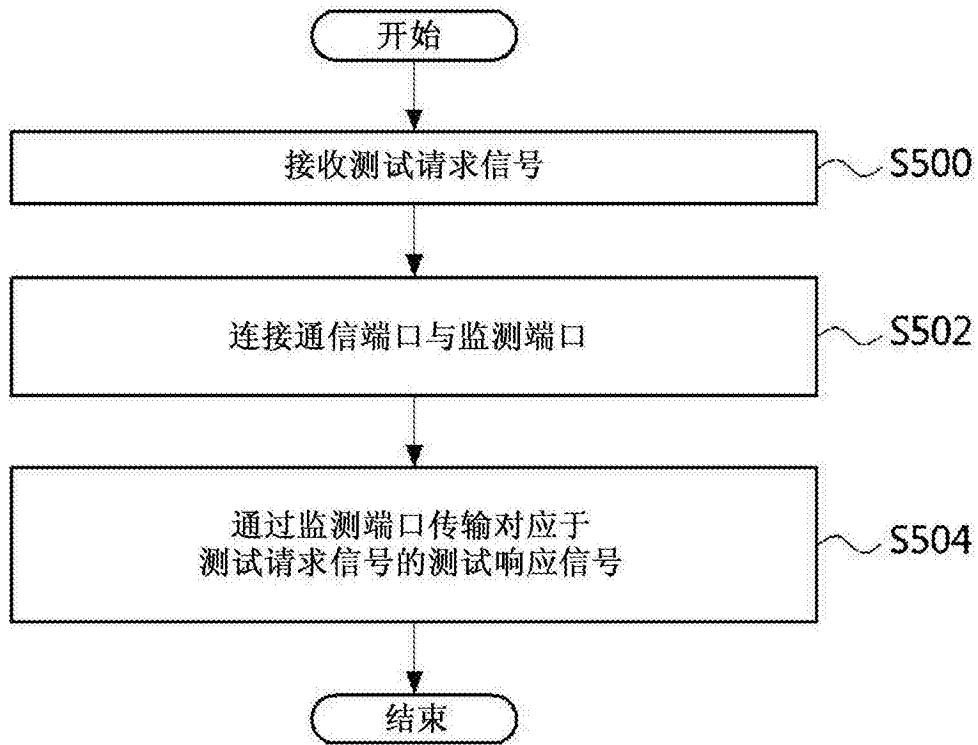 开始
接收测试请求信号
S500
连接通信端口与监测端口
S502
通过监测端口传输对应于
测试请求信号的测试响应信号
S504
结束